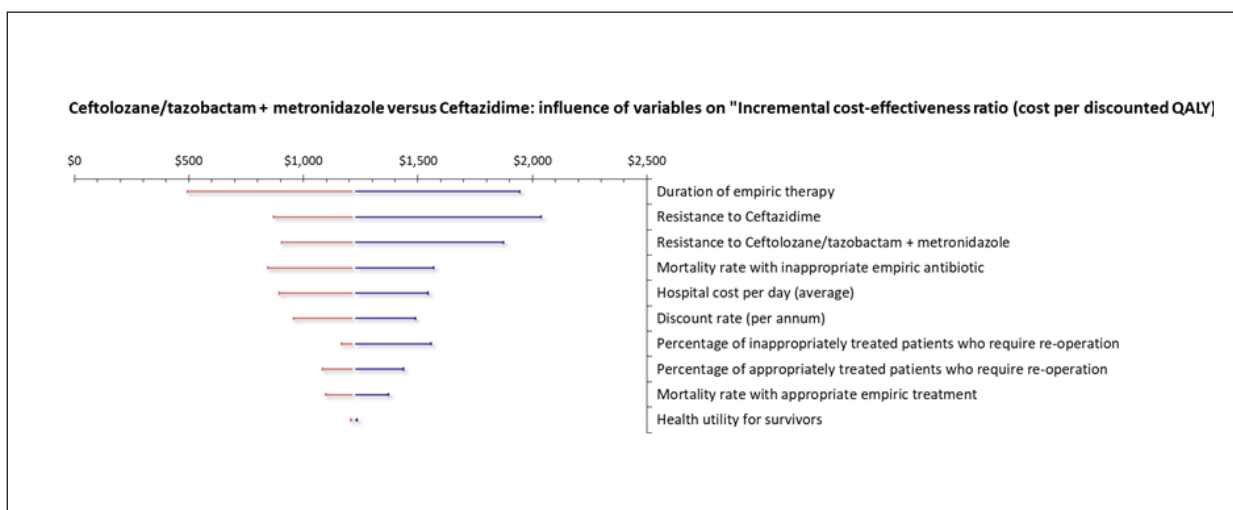 Ceftolozane/tazobactam + metronidazole versus Ceftazidime: influence of variables on "Incremental cost-effectiveness ratio (cost per discounted QALY)
$0 $500 $1,000 $1,500 $2,000 $2,500
Duration of empiric therapy
Resistance to Ceftazidime
Resistance to Ceftolozane/tazobactam + metronidazole
Mortality rate with inappropriate empiric antibiotic
Hospital cost per day (average)
Discount rate (per annum)
Percentage of inappropriately treated patients who require re-operation
Percentage of appropriately treated patients who require re-operation
Mortality rate with appropriate empiric treatment
Health utility for survivors